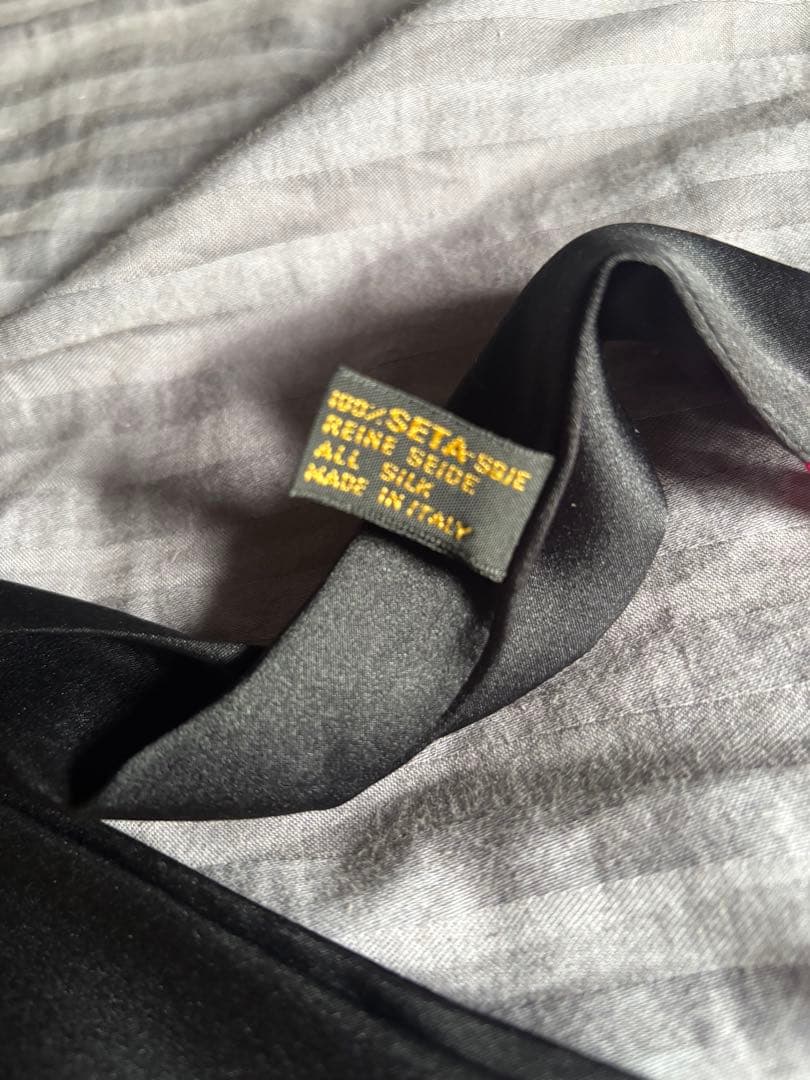 100/SETA-SOIE
REINE SEIDE
ALL SILK
MADE IN ITALY